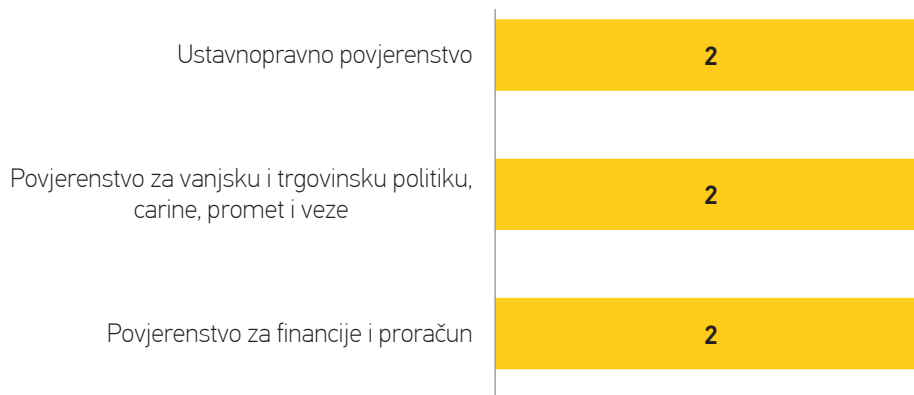 Ustavnopravno povjerenstvo
2
Povjerenstvo za vanjsku i trgovinsku politiku,
carine, promet i veze
2
Povjerenstvo za financije i proračun
2